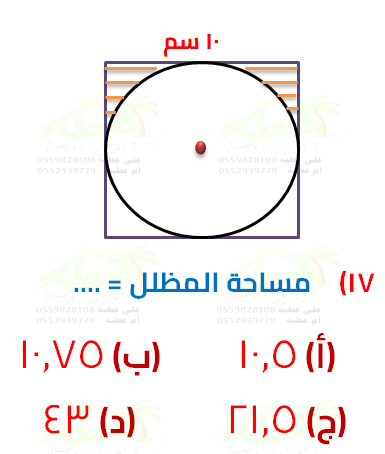 ١٠ سم
علي عطية 0559828108
ام عطية 0552939779
علي عطية 0559828108
ام عطية 0552939779
١٧) مساحة المظلل = ....
علي عطية 0559828108
ام عطية 0552939779
علي عطية 0559828108
ام عطية 0552939779
(أ) ١٠,٥ (ب) ١٠,٧٥
(ج) ٢١,٥ (د) ٤٣